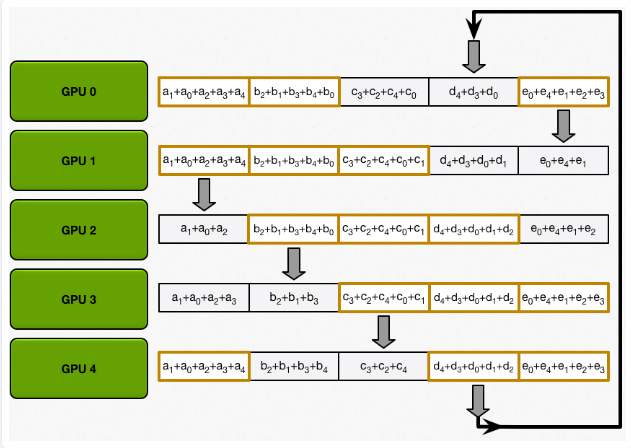 GPU 0 a₁+a₀+a₂+a₃+a₄ b₂+b₁+b₃+b₄+b₀ c₃+c₂+c₄+c₀ d₄+d₃+d₀ e₀+e₄+e₁+e₂+e₃
GPU 1 a₁+a₀+a₂+a₃+a₄ b₂+b₁+b₃+b₄+b₀ c₃+c₂+c₄+c₀+c₁ d₄+d₃+d₀+d₁ e₀+e₄+e₁
GPU 2 a₁+a₀+a₂ b₂+b₁+b₃+b₄+b₀ c₃+c₂+c₄+c₀+c₁ d₄+d₃+d₀+d₁+d₂ e₀+e₄+e₁+e₂
GPU 3 a₁+a₀+a₂+a₃ b₂+b₁+b₃ c₃+c₂+c₄+c₀+c₁ d₄+d₃+d₀+d₁+d₂ e₀+e₄+e₁+e₂+e₃
GPU 4 a₁+a₀+a₂+a₃+a₄ b₂+b₁+b₃+b₄ c₃+c₂+c₄ d₄+d₃+d₀+d₁+d₂ e₀+e₄+e₁+e₂+e₃